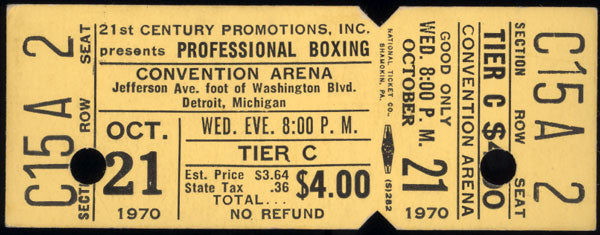 C15 A 2
SECTION ROW SEAT
21st CENTURY PROMOTIONS, INC.
presents PROFESSIONAL BOXING
CONVENTION ARENA
Jefferson Ave. foot of Washington Blvd.
Detroit, Michigan
OCT.
21
1970
WED. EVE. 8:00 P. M.
TIER C
Est. Price $3.64
State Tax .36
TOTAL... $4.00
NO REFUND
NATIONAL TICKET CO.
SHAMOKIN, PA.
(S)282
GOOD ONLY
WED. 8:00 P. M.
OCTOBER
21
1970
CONVENTION ARENA
TIER C $4.00
SECTION ROW SEAT
C15 A 2